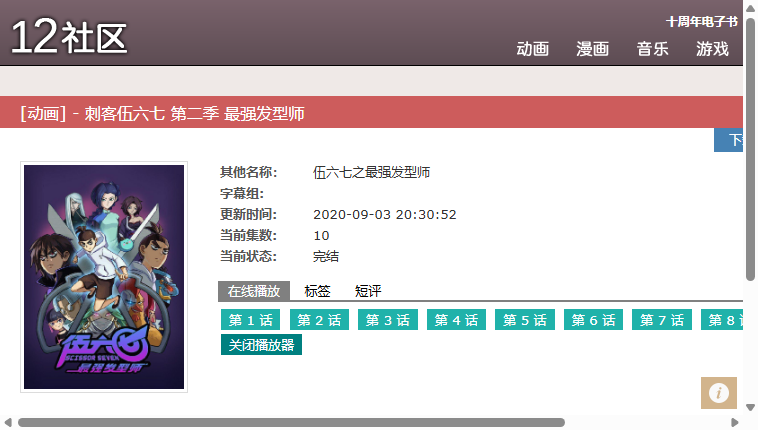 十周年电子书
12社区
动画 漫画 音乐 游戏
[动画] - 刺客伍六七 第二季 最强发型师
下
其他名称: 伍六七之最强发型师
字幕组:
更新时间: 2020-09-03 20:30:52
当前集数: 10
当前状态: 完结
在线播放 标签 短评
第 1 话 第 2 话 第 3 话 第 4 话 第 5 话 第 6 话 第 7 话 第 8
关闭播放器
伍六七
SCISSOR SEVEN
最强发型师
i